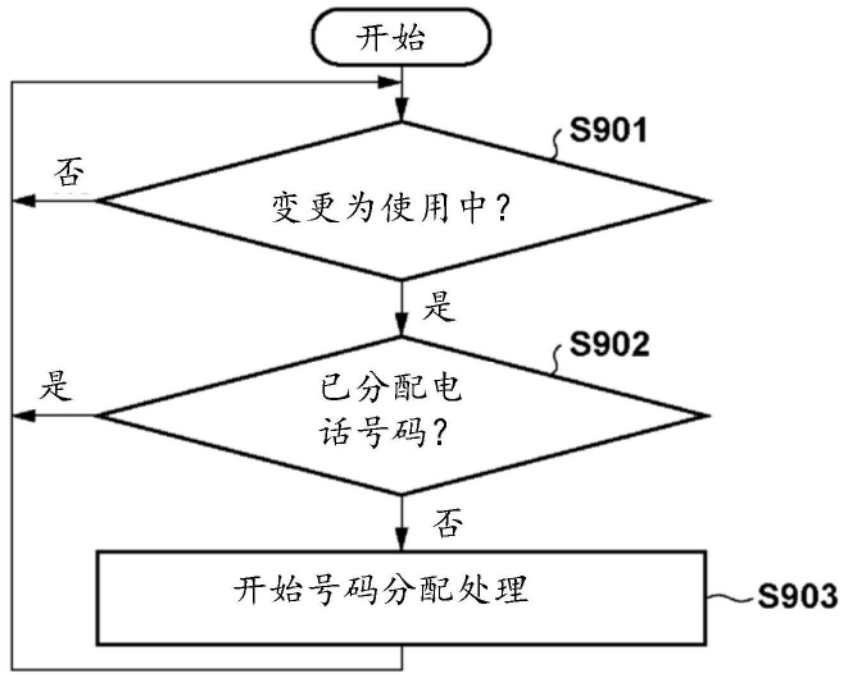 开始
S901
否
变更为使用中？
是
S902
是
已分配电
话号码？
否
开始号码分配处理
S903